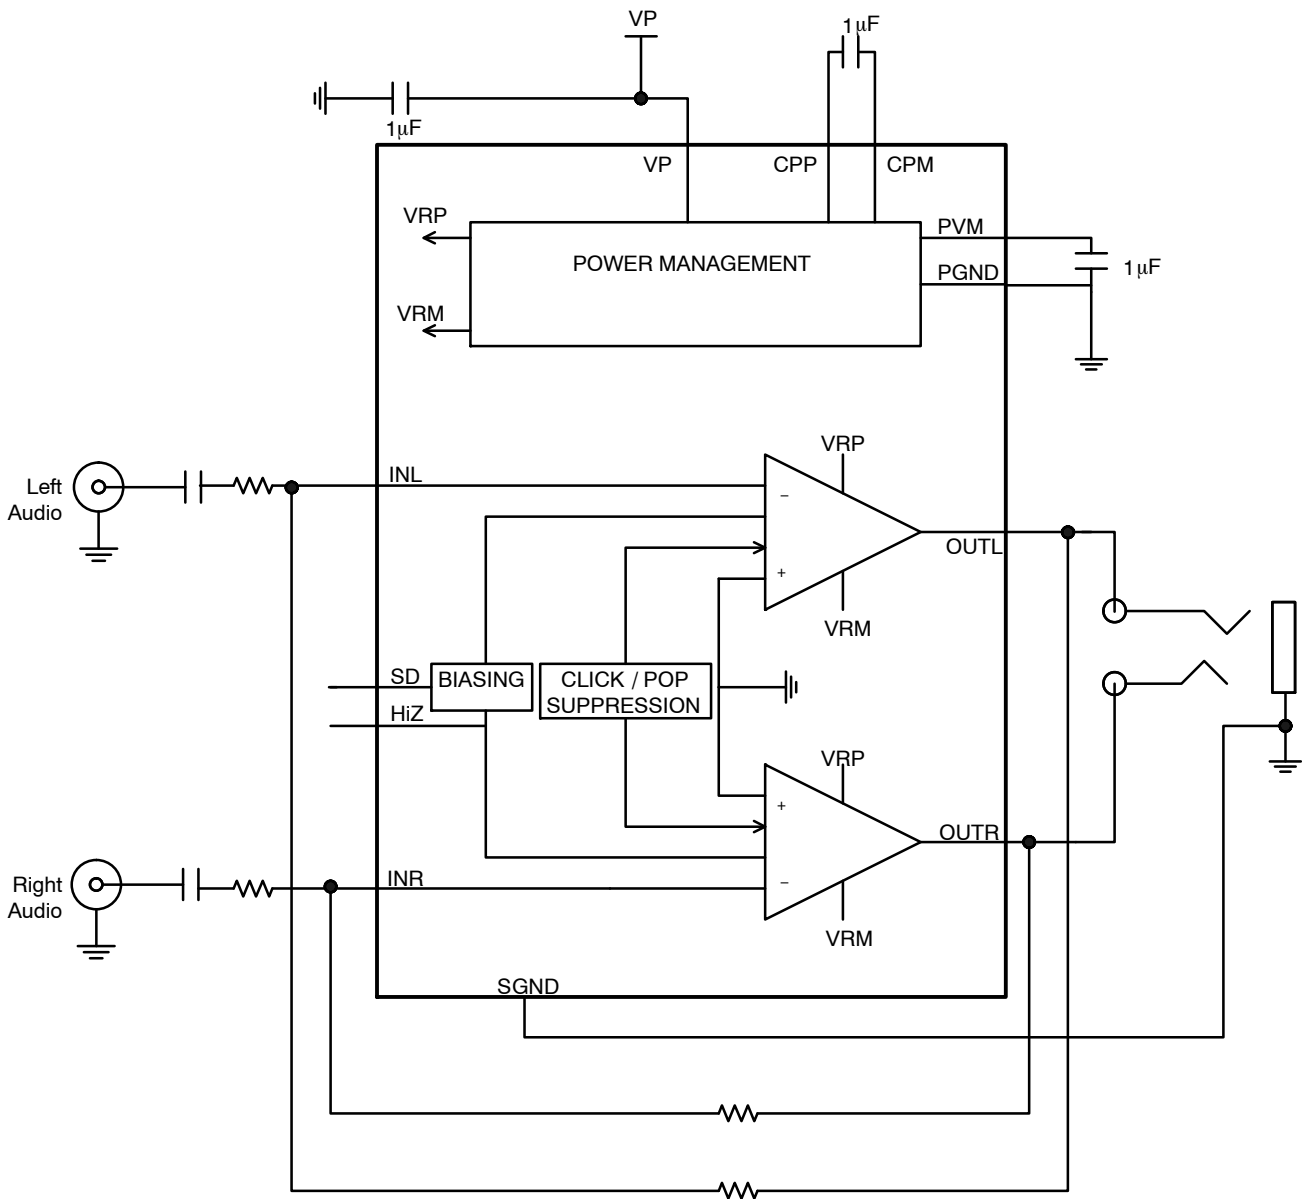 VP
1µF
1µF
VP
CPP
CPM
VRP
PVM
POWER MANAGEMENT
PGND
1µF
VRM
VRP
INL
Left
Audio
−
OUTL
+
VRM
SD
BIASING
CLICK / POP
SUPPRESSION
HiZ
VRP
+
OUTR
Right
Audio
INR
−
VRM
SGND